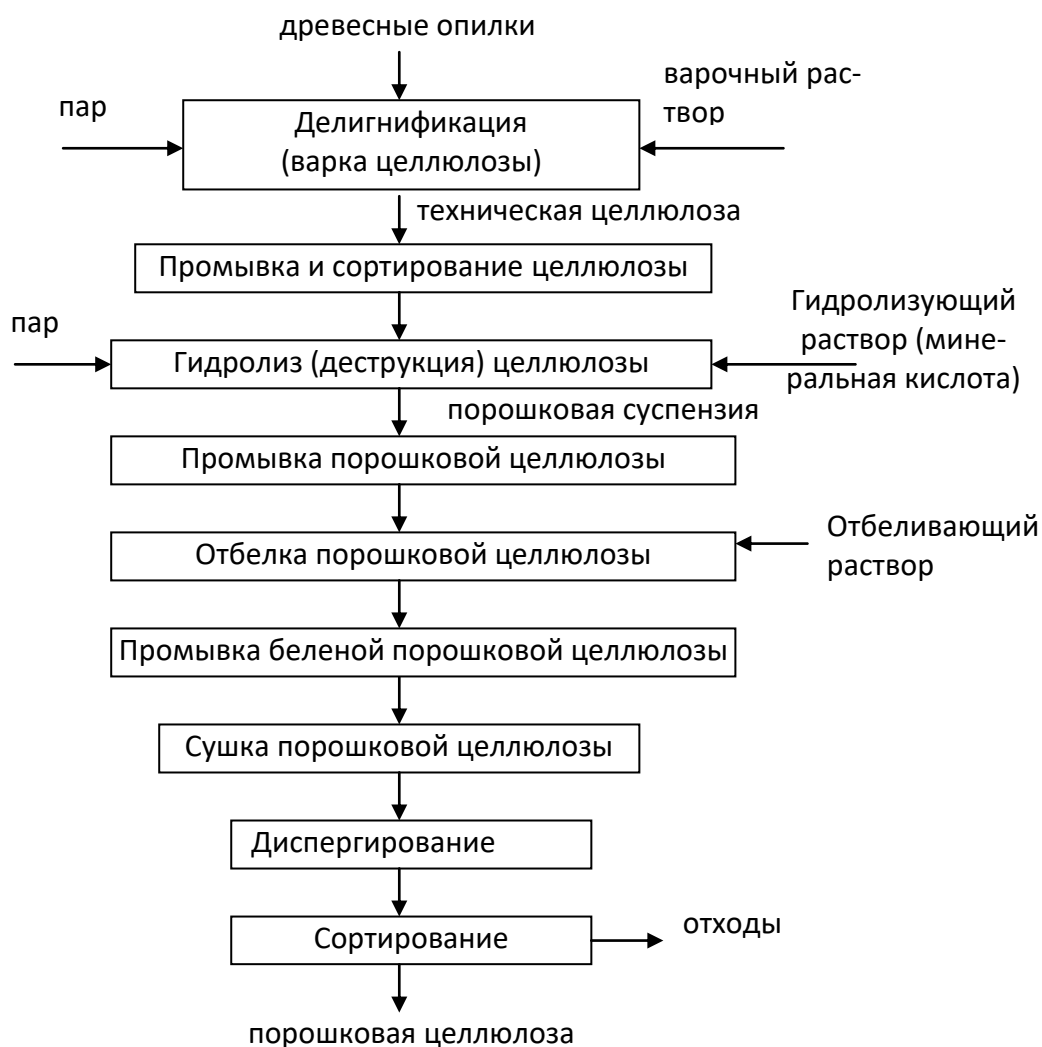 древесные опилки
варочный рас-
твор
пар
Делигнификация
(варка целлюлозы)
техническая целлюлоза
Промывка и сортирование целлюлозы
пар
Гидролизующий
раствор (мине-
ральная кислота)
Гидролиз (деструкция) целлюлозы
порошковая суспензия
Промывка порошковой целлюлозы
Отбеливающий
раствор
Отбелка порошковой целлюлозы
Промывка беленой порошковой целлюлозы
Сушка порошковой целлюлозы
Диспергирование
Сортирование
отходы
порошковая целлюлоза